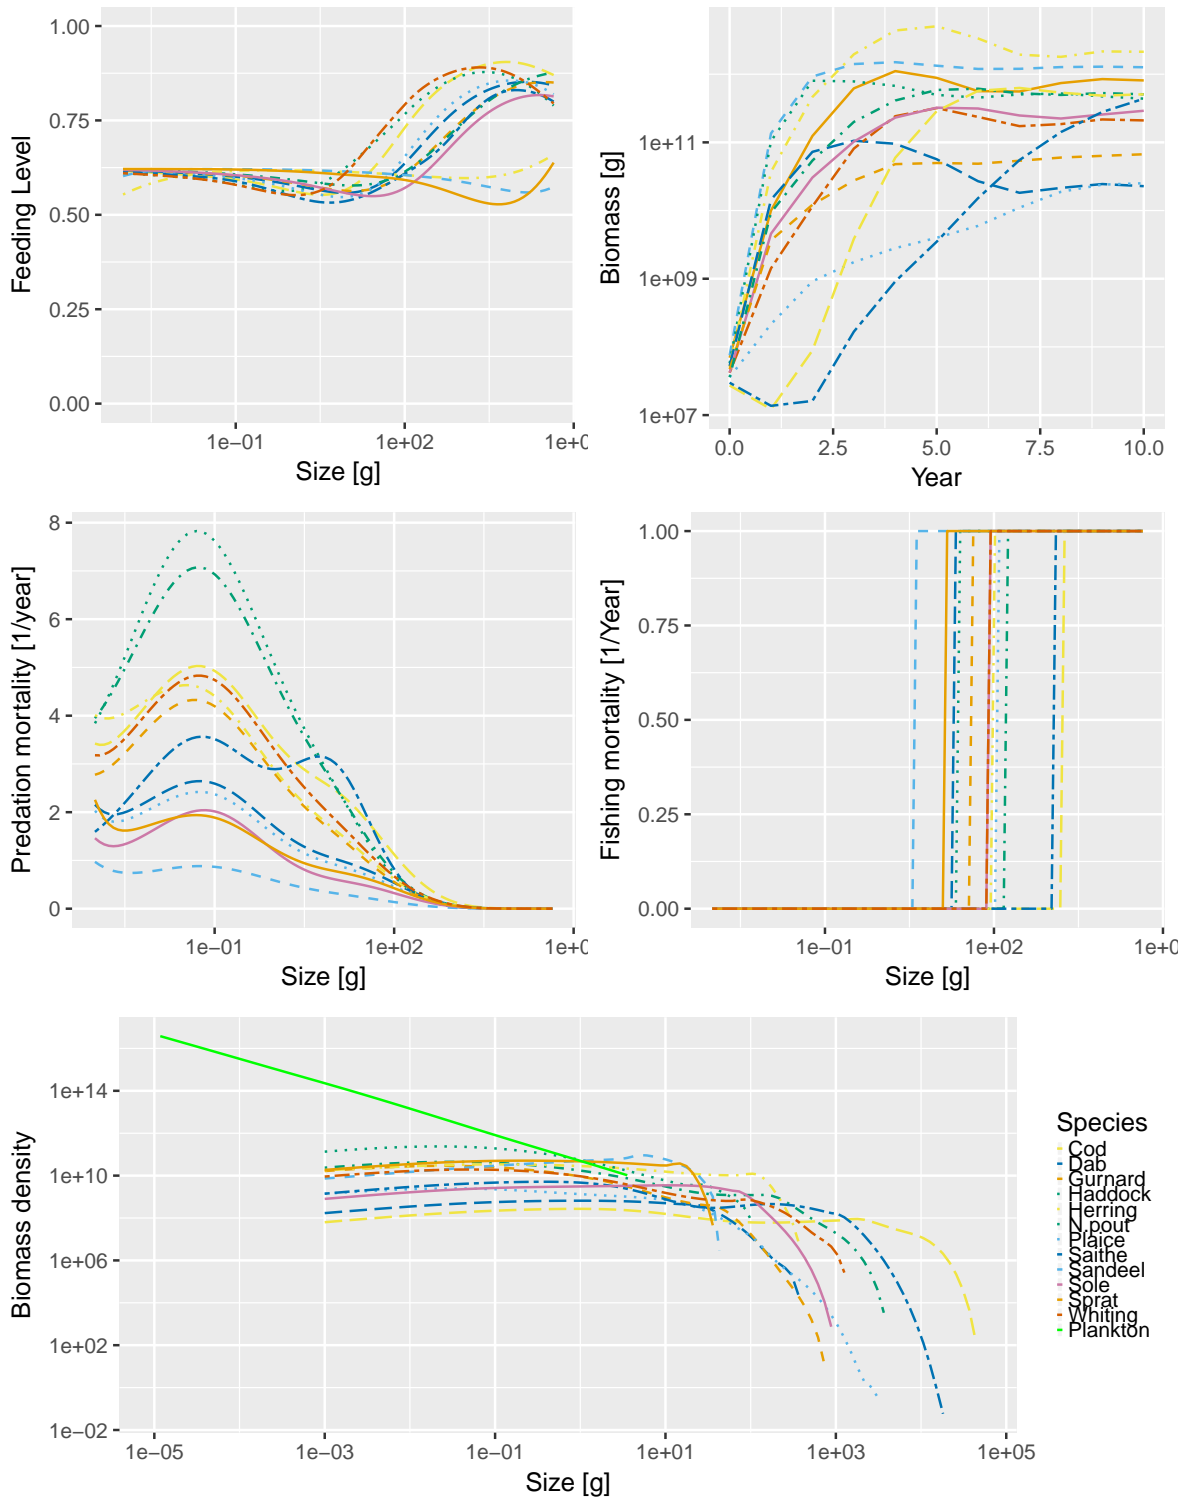 1.00
0.75
0.50
0.25
0.00
Feeding Level
1e−01
1e+02
1e+0
Size [g]
1e+11
1e+09
1e+07
Biomass [g]
0.0
2.5
5.0
7.5
10.0
Year
8
6
4
2
0
Predation mortality [1/year]
1e−01
1e+02
1e+0
Size [g]
1.00
0.75
0.50
0.25
0.00
Fishing mortality [1/Year]
1e−01
1e+02
1e+0
Size [g]
1e+14
1e+10
1e+06
1e+02
1e−02
Biomass density
1e−05
1e−03
1e−01
1e+01
1e+03
1e+05
Size [g]
Species
Cod
Dab
Gurnard
Haddock
Herring
N.pout
Plaice
Saithe
Sandeel
Sole
Sprat
Whiting
Plankton